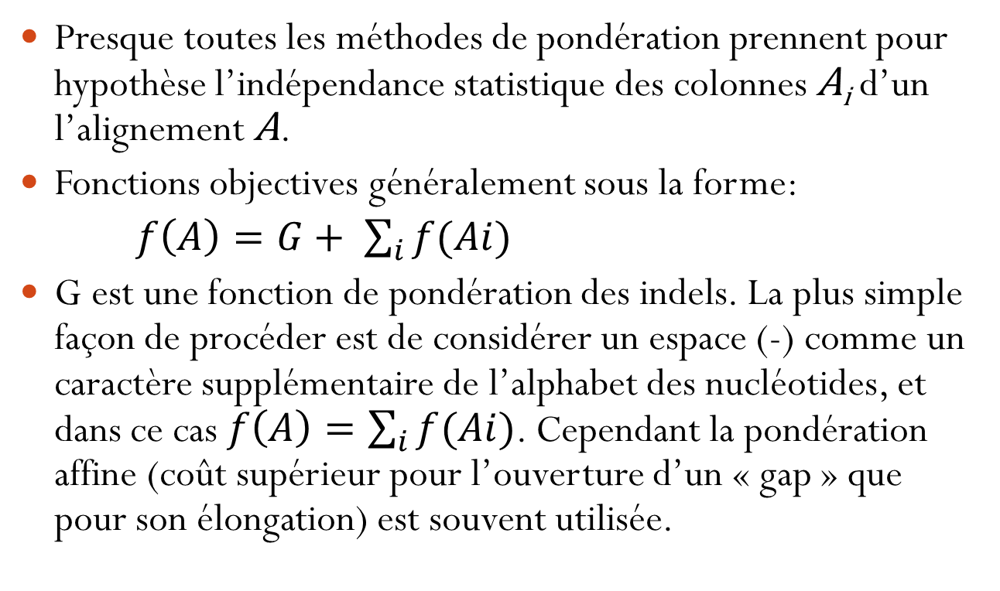 • Presque toutes les méthodes de pondération prennent pour
hypothèse l’indépendance statistique des colonnes Aᵢ d’un
l’alignement A.
• Fonctions objectives généralement sous la forme:
f(A) = G + ∑ᵢ f(Ai)
• G est une fonction de pondération des indels. La plus simple
façon de procéder est de considérer un espace (-) comme un
caractère supplémentaire de l’alphabet des nucléotides, et
dans ce cas f(A) = ∑ᵢ f(Ai). Cependant la pondération
affine (coût supérieur pour l’ouverture d’un « gap » que
pour son élongation) est souvent utilisée.